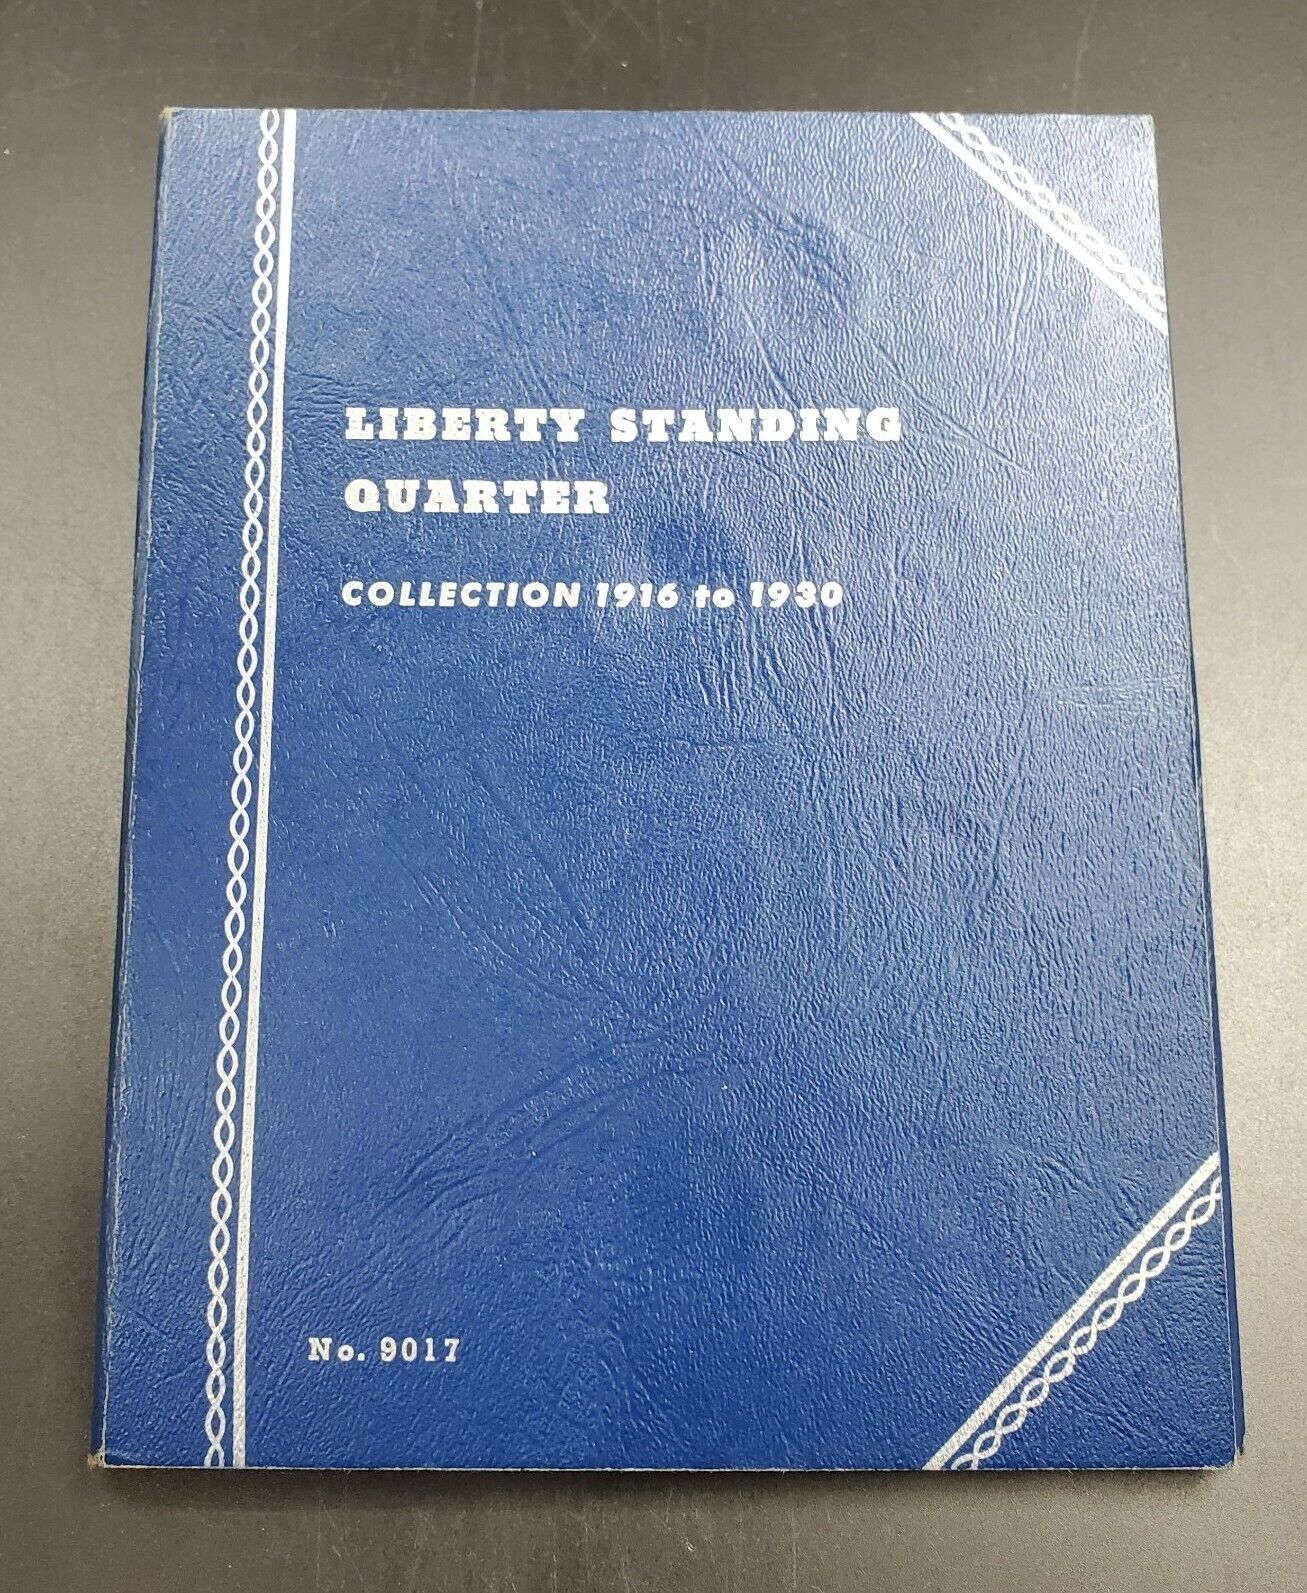 LIBERTY STANDING
QUARTER
COLLECTION 1916 to 1930
No. 9017